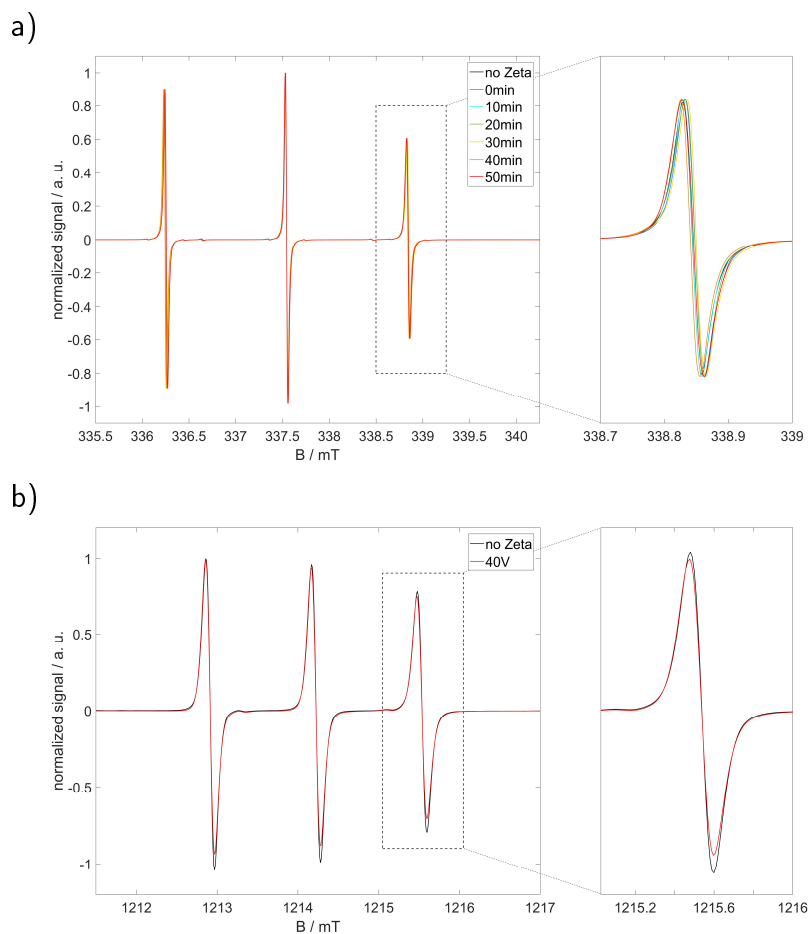 a)
1
0.8
0.6
0.4
0.2
0
-0.2
-0.4
-0.6
-0.8
-1
normalized signal / a. u.
no Zeta
0min
10min
20min
30min
40min
50min
335.5 336 336.5 337 337.5 338 338.5 339 339.5 340
B / mT
338.7 338.8 338.9 339
b)
1
0.5
0
-0.5
-1
normalized signal / a. u.
no Zeta
40V
1212 1213 1214 1215 1216 1217
B / mT
1215.2 1215.6 1216